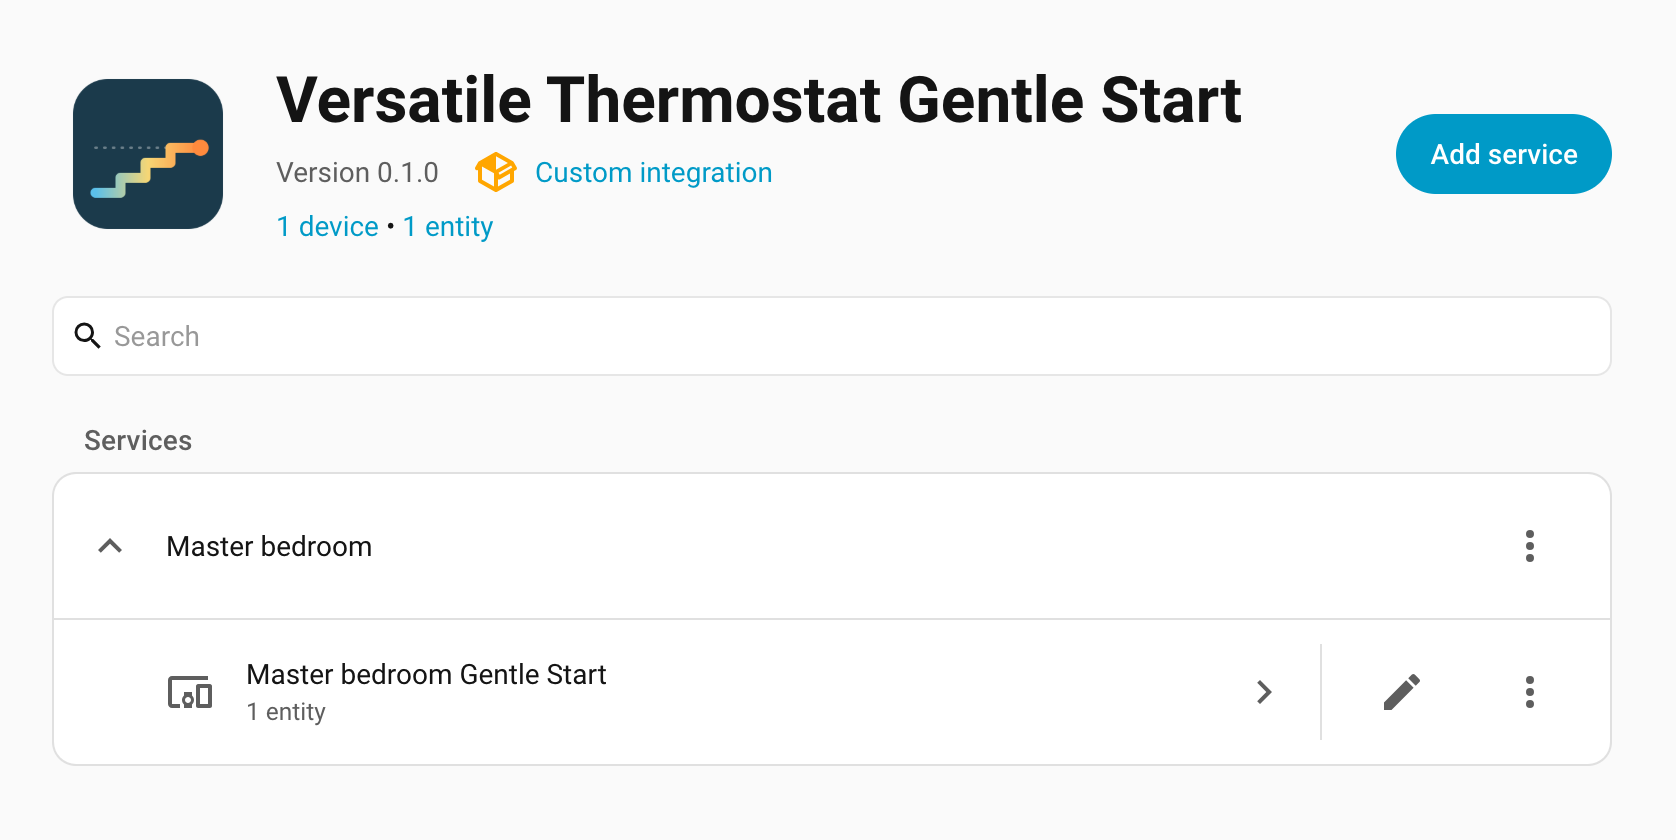 Versatile Thermostat Gentle Start
Version 0.1.0 Custom integration
1 device • 1 entity
Add service
Search
Services
Master bedroom
Master bedroom Gentle Start
1 entity